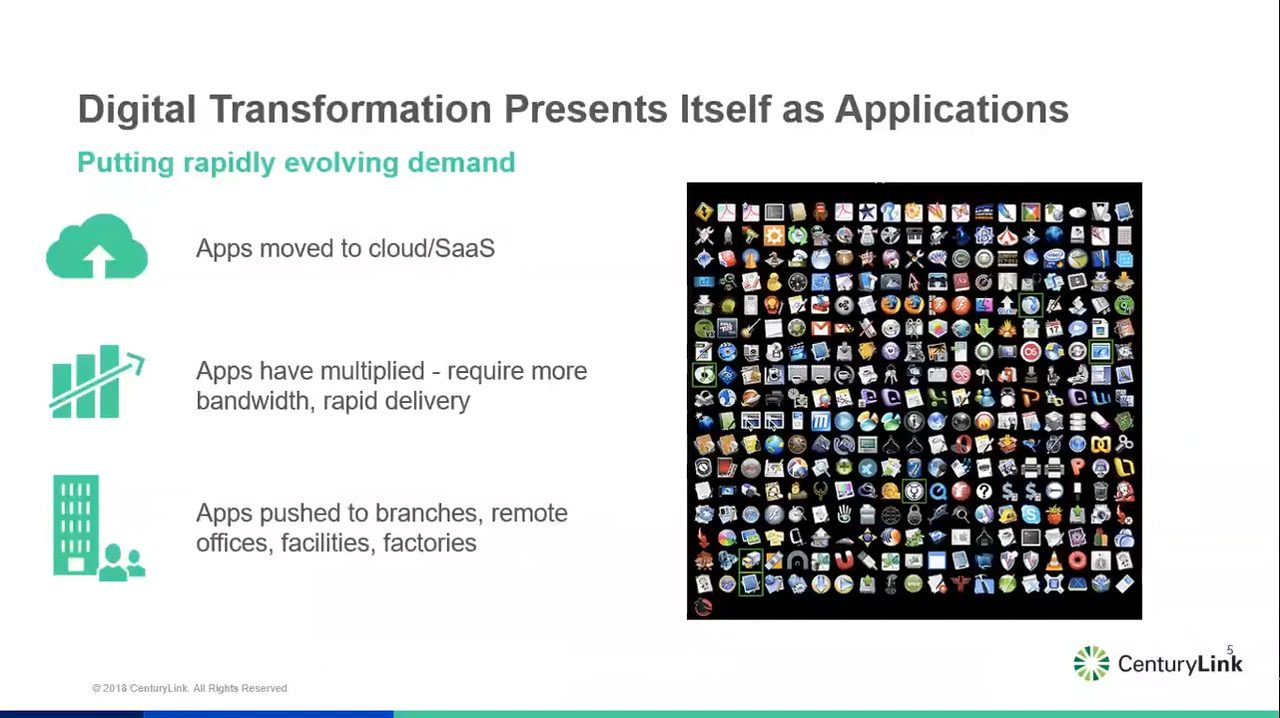 Digital Transformation Presents Itself as Applications
Putting rapidly evolving demand
Apps moved to cloud/SaaS
Apps have multiplied - require more
bandwidth, rapid delivery
Apps pushed to branches, remote
offices, facilities, factories
5
CenturyLink
© 2018 CenturyLink. All Rights Reserved